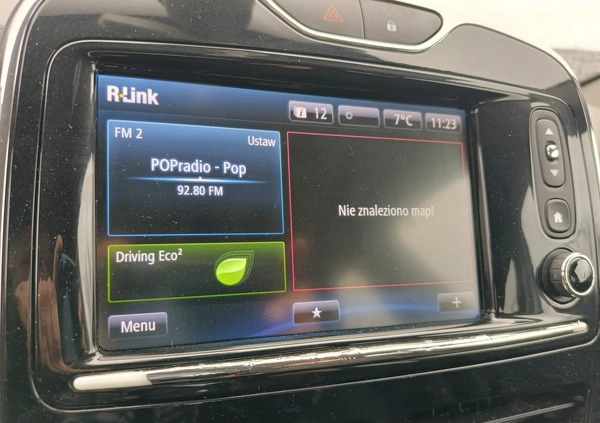 R-Link
12
7°C
11:23
FM 2
Ustaw
POPradio - Pop
92.80 FM
Nie znaleziono map!
Driving Eco²
Menu
+